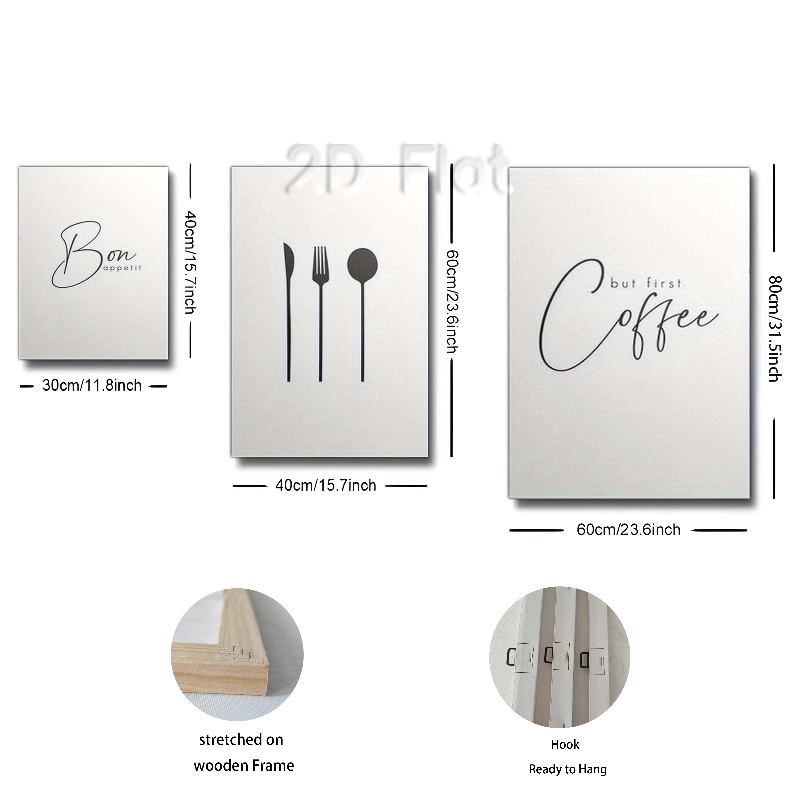 2D Flat
Bon
appetit
40cm/15.7inch
30cm/11.8inch
60cm/23.6inch
40cm/15.7inch
but first
Coffee
80cm/31.5inch
60cm/23.6inch
stretched on
wooden Frame
Hook
Ready to Hang